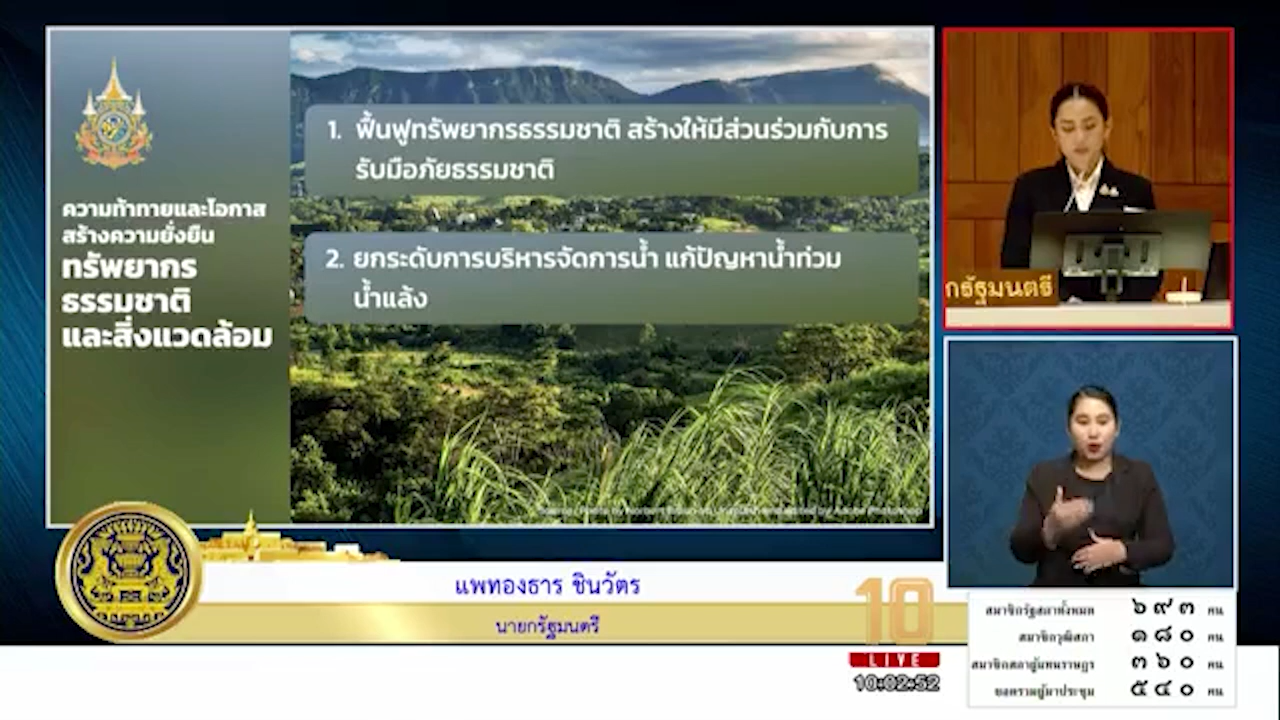 ความท้าทายและโอกาส
สร้างความยั่งยืน
ทรัพยากร
ธรรมชาติ
และสิ่งแวดล้อม
1. ฟื้นฟูทรัพยากรธรรมชาติ สร้างให้มีส่วนร่วมกับการ
รับมือภัยธรรมชาติ
2. ยกระดับการบริหารจัดการน้ำ แก้ปัญหาน้ำท่วม
น้ำแล้ง
กรัฐมนตรี
แพทองธาร ชินวัตร
นายกรัฐมนตรี
10
LIVE
10:02:52
สมาชิกรัฐสภาทั้งหมด ๖๙๓ คน
สมาชิกวุฒิสภา ๑๘๐ คน
สมาชิกสภาผู้แทนราษฎร ๓๖๐ คน
ยอดรวมผู้มาประชุม ๕๔๐ คน